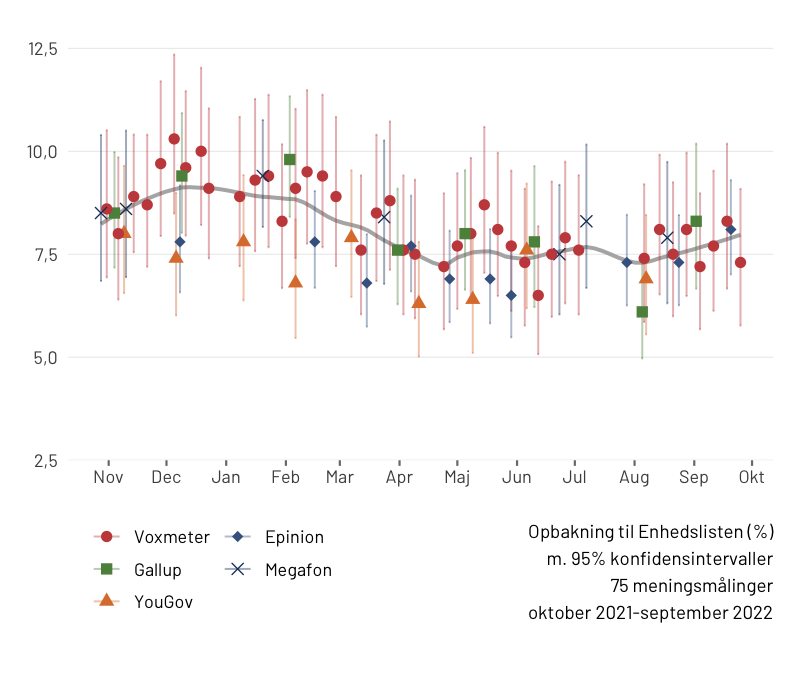 12,5
10,0
7,5
5,0
2,5
Nov Dec Jan Feb Mar Apr Maj Jun Jul Aug Sep Okt
Voxmeter Epinion
Gallup Megafon
YouGov
Opbakning til Enhedslisten (%)
m. 95% konfidensintervaller
75 meningsmålinger
oktober 2021-september 2022